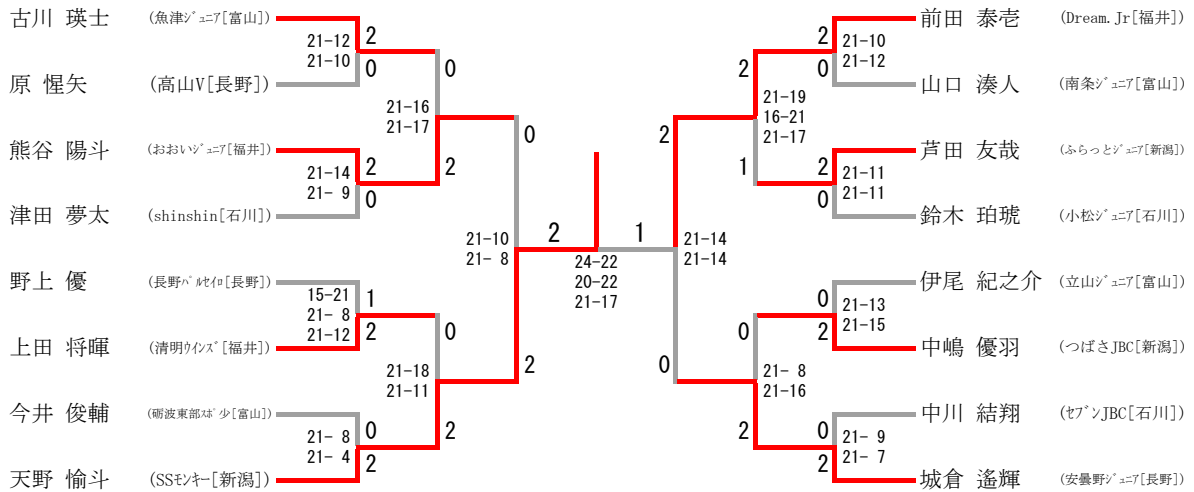 古川 瑛士 (魚津ジュニア[富山])
21-12 2
21-10 0
原 惺矢 (高山V[長野])
0
21-16
21-17
2
熊谷 陽斗 (おおいジュニア[福井])
21-14 2
21- 9 0
津田 夢太 (shinshin[石川])
0
21-10
21- 8
2
野上 優 (長野パルセイロ[長野])
15-21 1
21- 8
21-12 2
上田 将暉 (清明ウインズ[福井])
0
21-18
21-11
2
今井 俊輔 (砺波東部スポ少[富山])
21- 8 0
21- 4 2
天野 愉斗 (SSモンキー[新潟])
2 1
24-22
20-22
21-17
前田 泰壱 (Dream.Jr[福井])
2 21-10
0 21-12
山口 湊人 (南条ジュニア[富山])
2
21-19
16-21
21-17
1
芦田 友哉 (ふらっとジュニア[新潟])
2 21-11
0 21-11
鈴木 珀琥 (小松ジュニア[石川])
2
21-14
21-14
0
伊尾 紀之介 (立山ジュニア[富山])
0 21-13
2 21-15
中嶋 優羽 (つばさJBC[新潟])
0
21- 8
21-16
2
中川 結翔 (セブンJBC[石川])
0 21- 9
2 21- 7
城倉 遙輝 (安曇野ジュニア[長野])